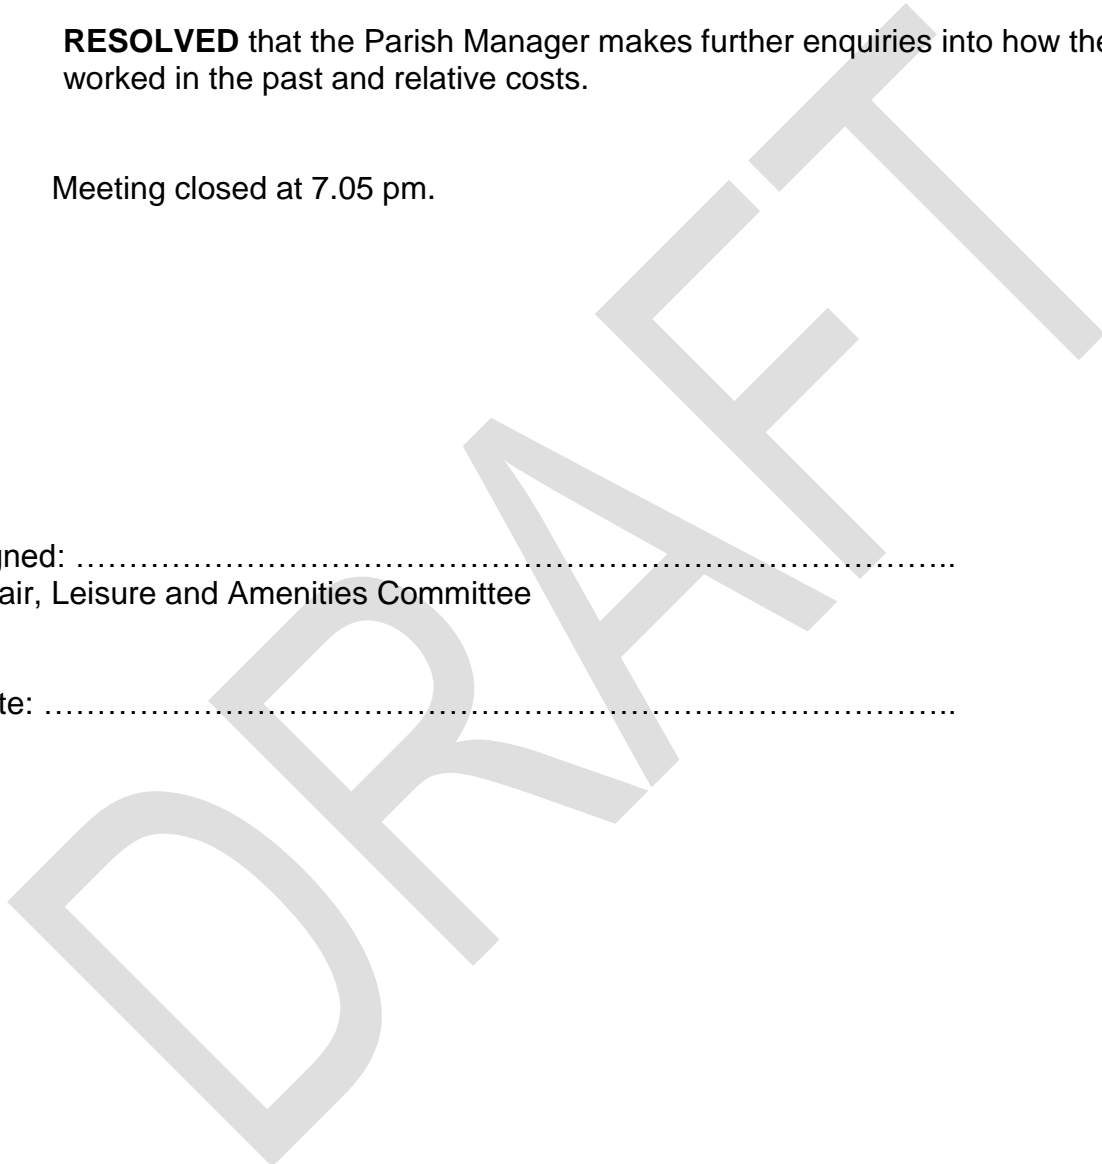 RESOLVED that the Parish Manager makes further enquiries into how the
worked in the past and relative costs.
Meeting closed at 7.05 pm.
gned: ………………………………………………………………………..
air, Leisure and Amenities Committee
te: …………………………………………………………………………..
DRAFT